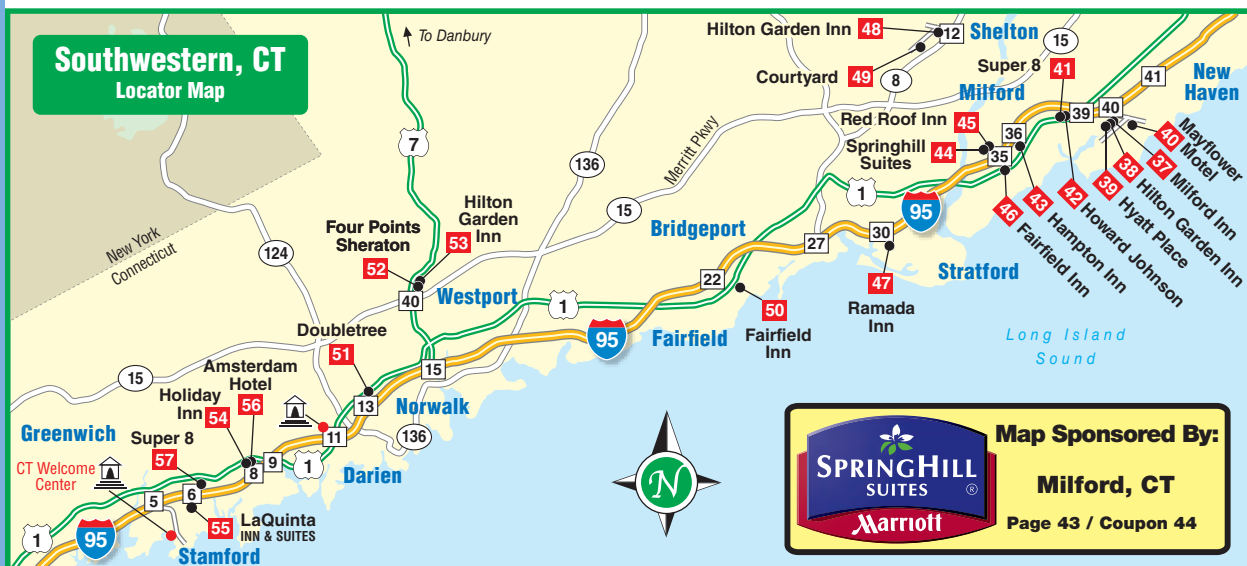 Southwestern, CT
Locator Map
To Danbury
Hilton Garden Inn 48
12
Shelton
15
Courtyard 49
8
Super 8 41
Milford
New
Haven
41
40
39
Red Roof Inn 45
36
35
Springhill
Suites 44
40 Mayflower
Motel
37 Milford Inn
38 Hilton Garden Inn
39 Hyatt Place
42 Howard Johnson
43 Hampton Inn
46 Fairfield Inn
7
136
Merritt Pkwy
15
1
95
New York
Connecticut
124
Four Points
Sheraton
52
Hilton
Garden
Inn
53
40
Westport
Bridgeport
27
30
22
47
Ramada
Inn
Stratford
50
Fairfield
Inn
Fairfield
1
95
Long Island
Sound
Doubletree
51
15
15
13
Norwalk
136
Amsterdam
Hotel
56
Holiday
Inn 54
11
1
9
8
Darien
Greenwich
Super 8
57
CT Welcome
Center
5
6
55 LaQuinta
INN & SUITES
1
95
Stamford
N
SPRINGHILL
SUITES
®
Marriott
Map Sponsored By:
Milford, CT
Page 43 / Coupon 44